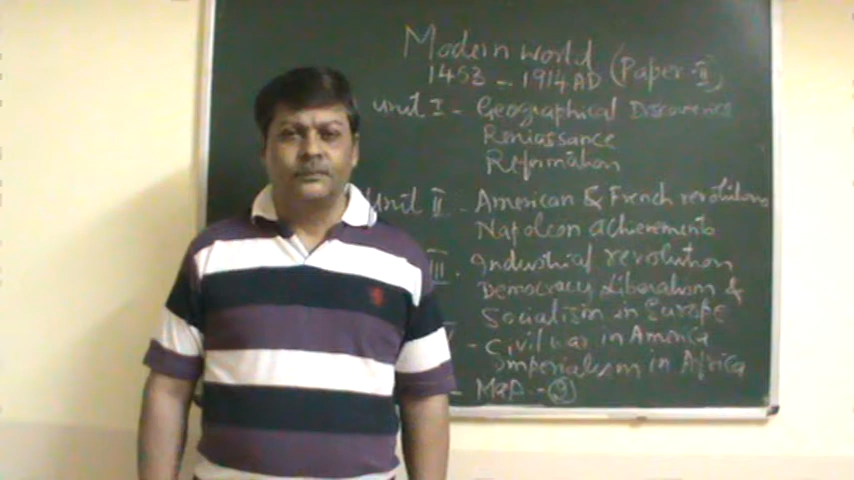 Modern world
1453 - 1914 AD (Paper - II)
Unit I - Geographical Discoveries
Reniassance
Reformation
Unit II - American & French revolutions
Napoleon achievements
III. Industrial revolution
Democracy Liberalism &
Socialism in Europe
- Civil war in America
Imperialism in Africa
- MAP -